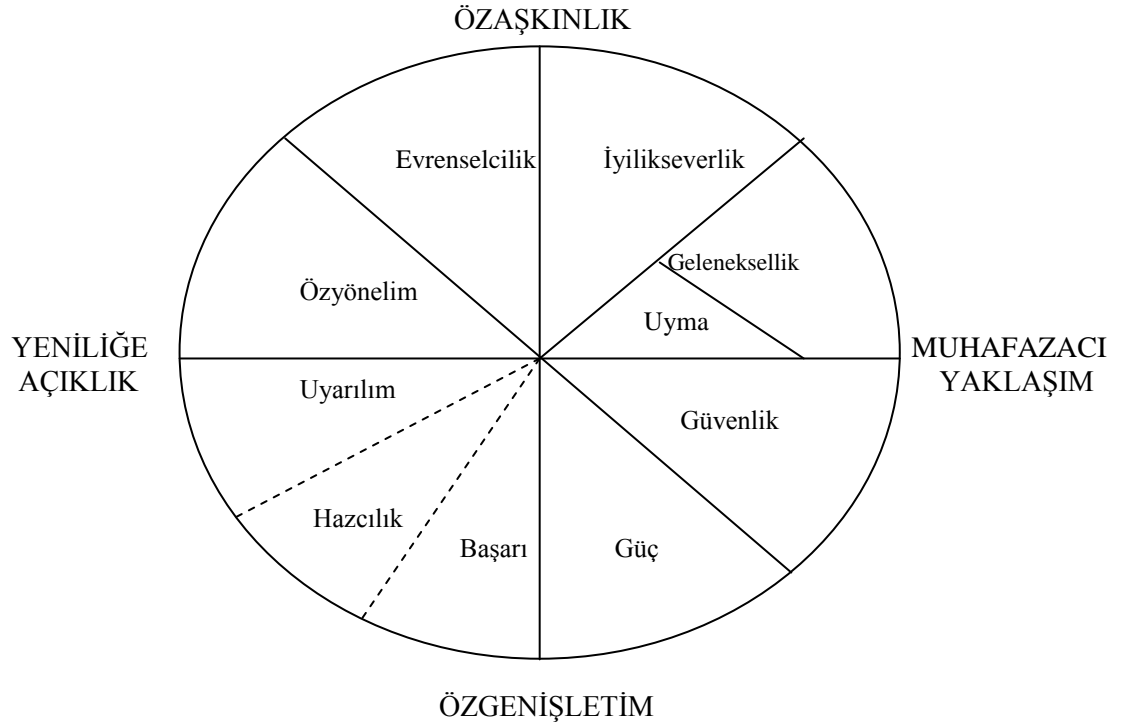 ÖZAŞKINLIK
Evrenselcilik
İyilikseverlik
Geleneksellik
Özyönelim
Uyma
YENİLİĞE
AÇIKLIK
MUHAFAZACI
YAKLAŞIM
Uyarılım
Güvenlik
Hazcılık
Başarı
Güç
ÖZGENİŞLETİM